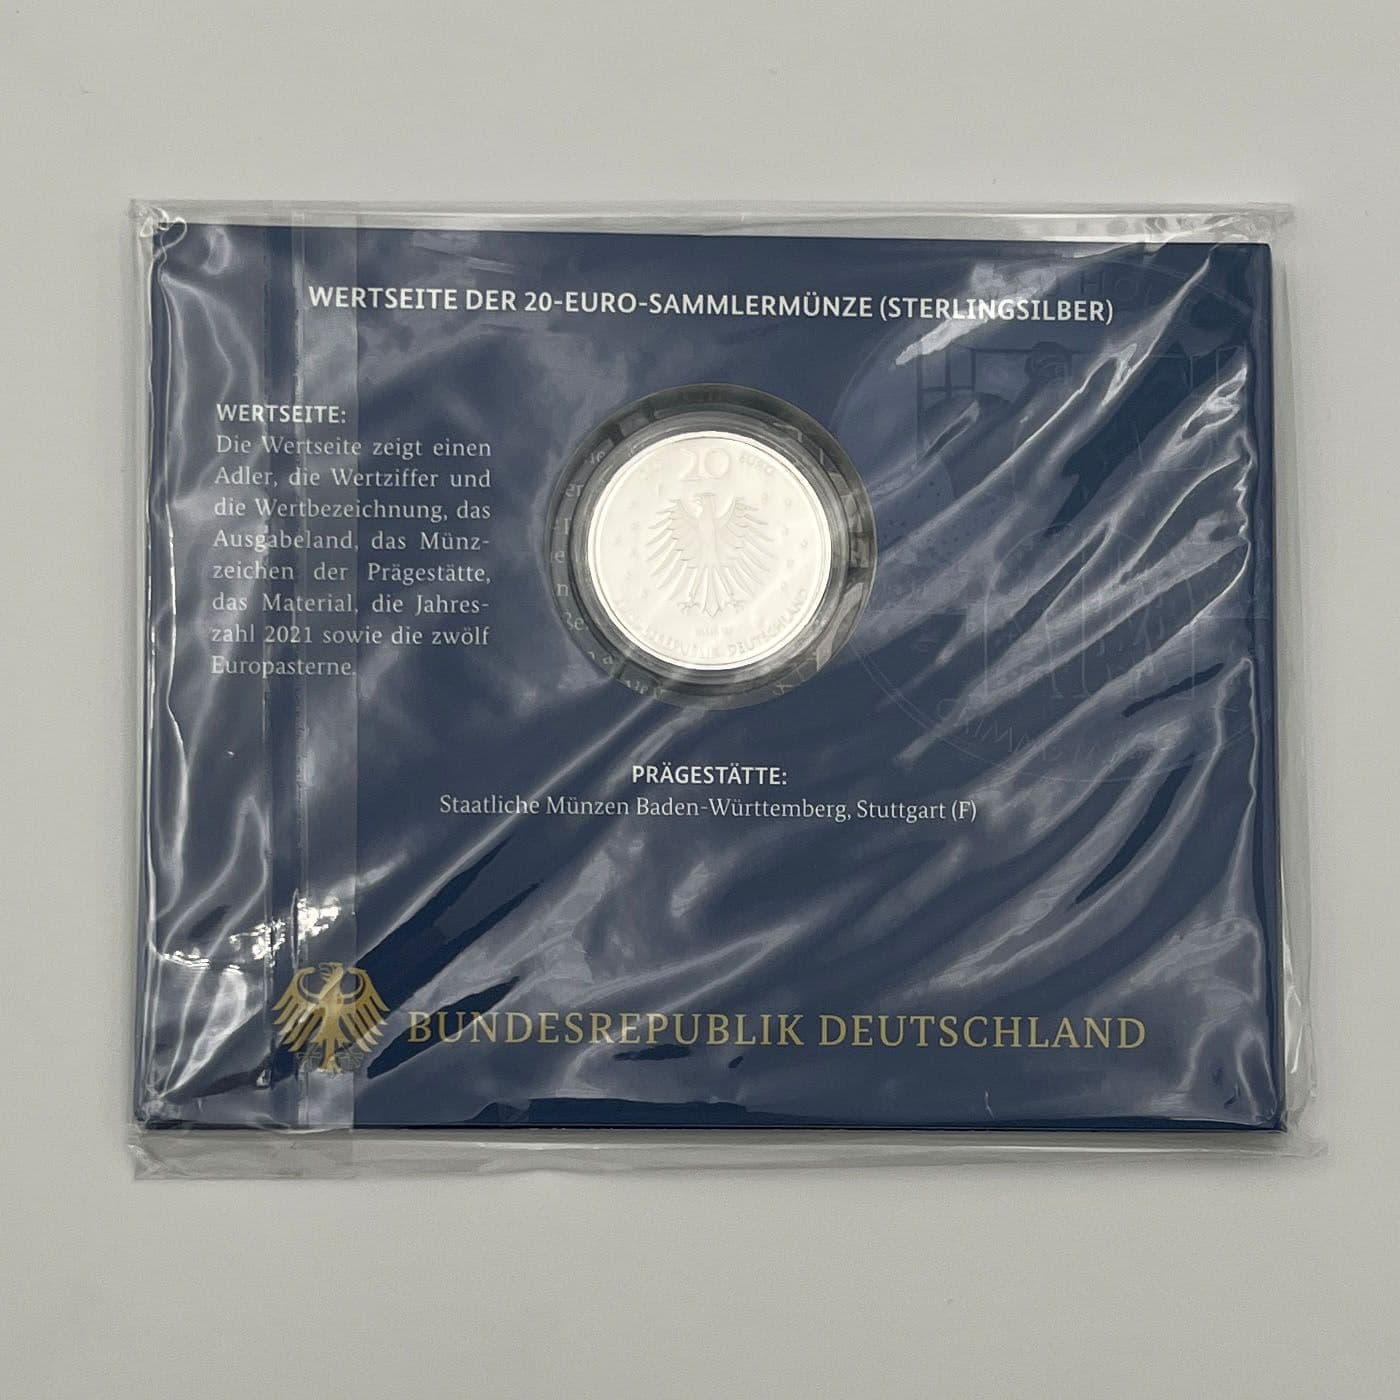 WERTSEITE DER 20-EURO-SAMMLERMÜNZE (STERLINGSILBER)
WERTSEITE:
Die Wertseite zeigt einen
Adler, die Wertziffer und
die Wertbezeichnung, das
Ausgabeland, das Münz-
zeichen der Prägestätte,
das Material, die Jahres-
zahl 2021 sowie die zwölf
Europasterne.
20 EURO
BUNDESREPUBLIK DEUTSCHLAND
PRÄGESTÄTTE:
Staatliche Münzen Baden-Württemberg, Stuttgart (F)
BUNDESREPUBLIK DEUTSCHLAND